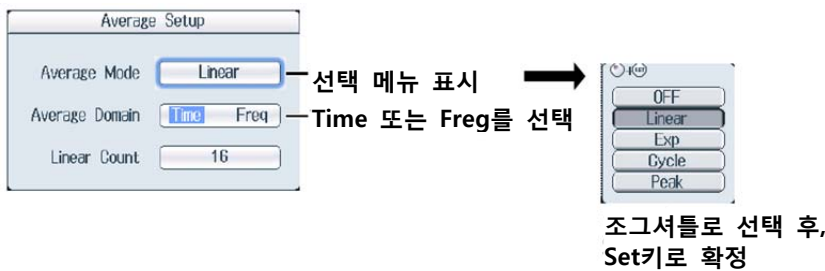 Average Setup
Average Mode Linear
선택 메뉴 표시
Average Domain Time Freq
Time 또는 Freg를 선택
Linear Count 16
OFF
Linear
Exp
Cycle
Peak
조그셔틀로 선택 후,
Set키로 확정